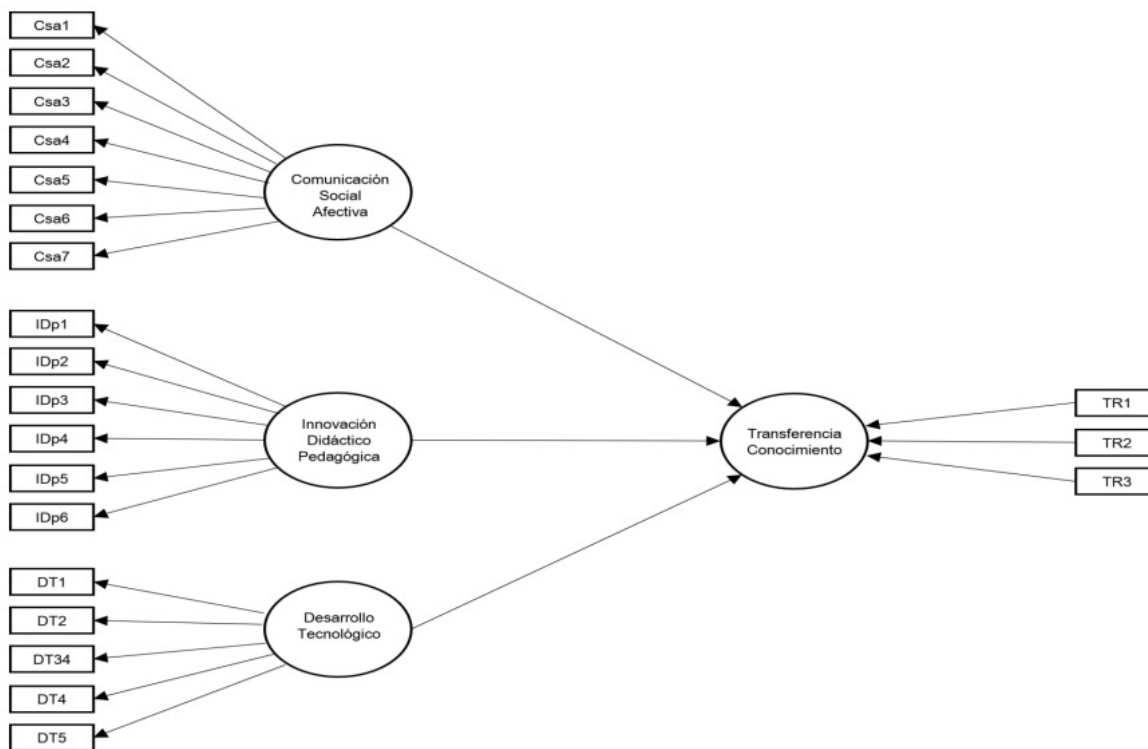 Csa1
Csa2
Csa3
Csa4
Csa5
Csa6
Csa7
Comunicación
Social
Afectiva
IDp1
IDp2
IDp3
IDp4
IDp5
IDp6
Innovación
Didáctico
Pedagógica
DT1
DT2
DT34
DT4
DT5
Desarrollo
Tecnológico
Transferencia
Conocimiento
TR1
TR2
TR3